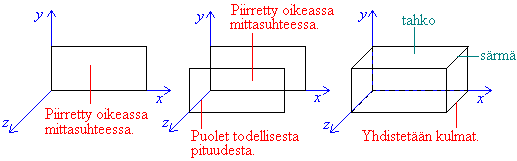 y
x
z
Piirretty oikeassa
mittasuhteessa.
Piirretty oikeassa
mittasuhteessa.
y
x
z
Puolet todellisesta
pituudesta.
tahko
y
särmä
x
z
Yhdistetään kulmat.